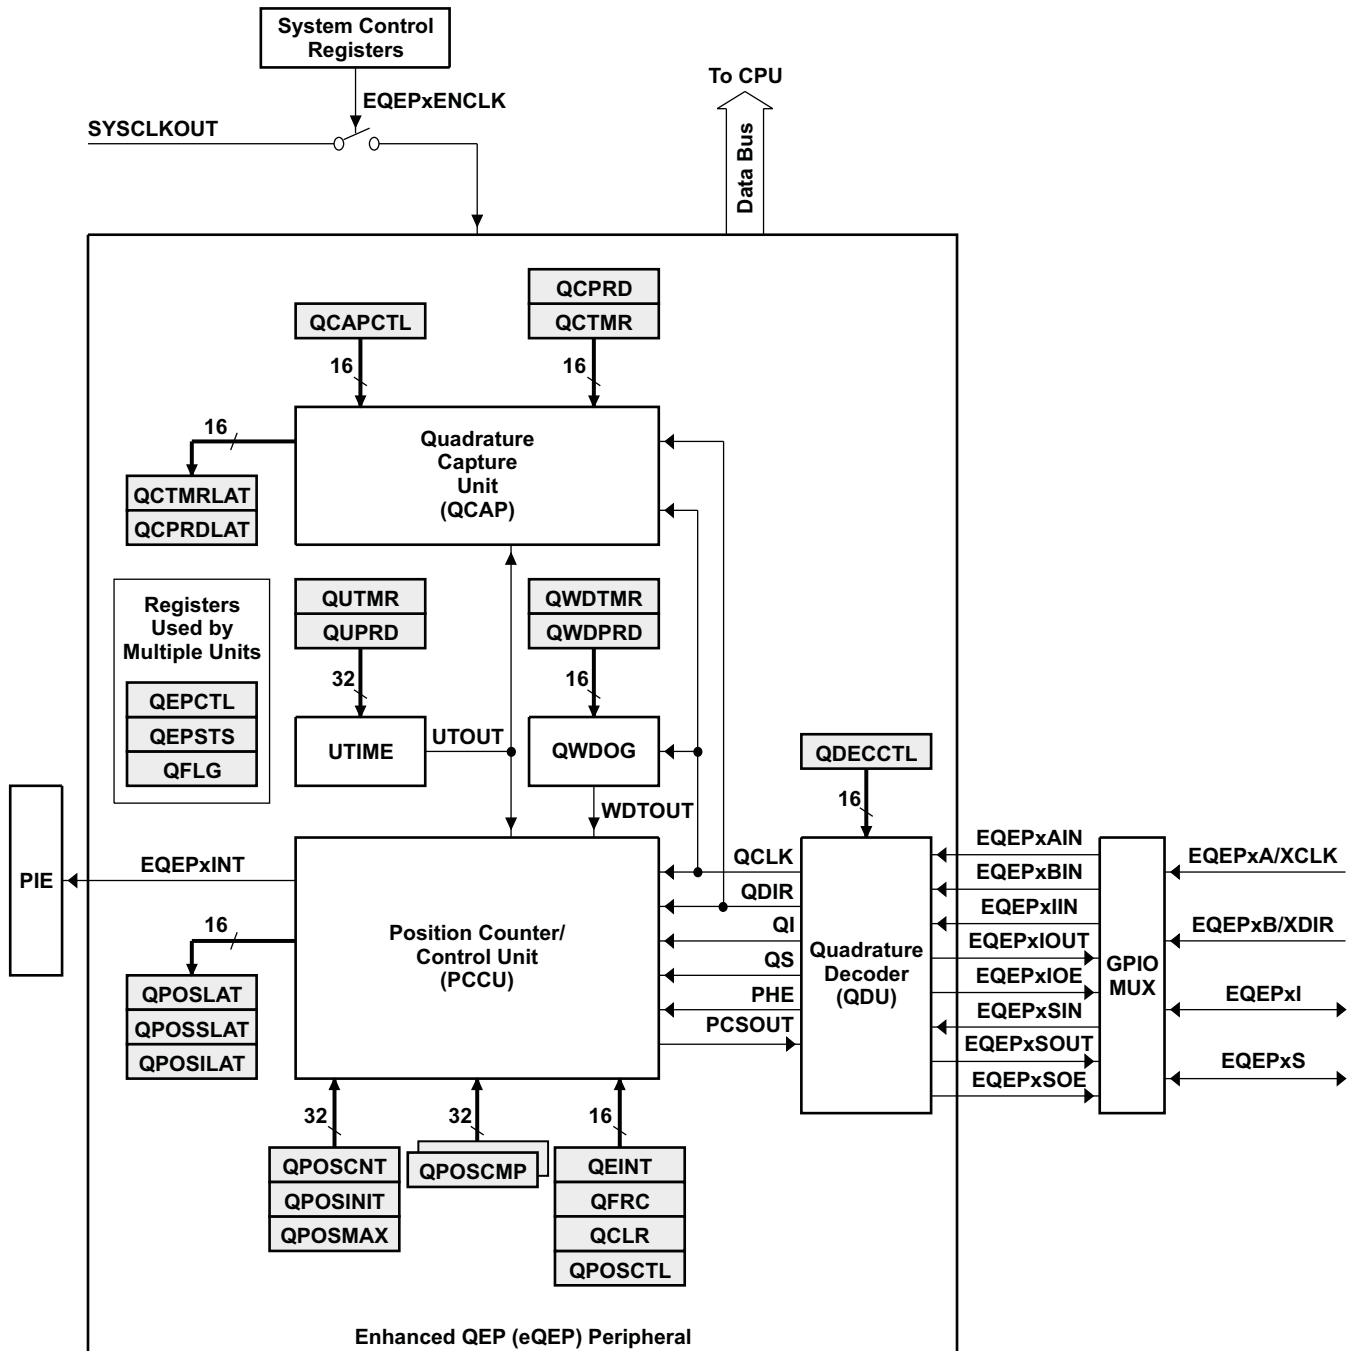 System Control
Registers
To CPU
EQEPxENCLK
SYSCLKOUT
Data Bus
QCPRD
QCAPCTL
QCTMR
16
16
16
Quadrature
Capture
Unit
(QCAP)
QCTMRLAT
QCPRDLAT
Registers
Used by
Multiple Units
QEPCTL
QEPSTS
QFLG
QUTMR
QUPRD
QWDTMR
QWDPRD
32
16
UTIME
UTOUT
QWDOG
QDECCTL
WDTOUT
16
PIE
EQEPxINT
16
Position Counter/
Control Unit
(PCCU)
QCLK
QDIR
QI
QS
PHE
PCSOUT
Quadrature
Decoder
(QDU)
EQEPxAIN
EQEPxBIN
EQEPxIIN
EQEPxIOUT
EQEPxIOE
EQEPxSIN
EQEPxSOUT
EQEPxSOE
GPIO
MUX
EQEPxA/XCLK
EQEPxB/XDIR
EQEPxI
EQEPxS
QPOSLAT
QPOSSLAT
QPOSILAT
32
32
16
QPOSCNT
QPOSINIT
QPOSMAX
QPOSCMP
QEINT
QFRC
QCLR
QPOSCTL
Enhanced QEP (eQEP) Peripheral